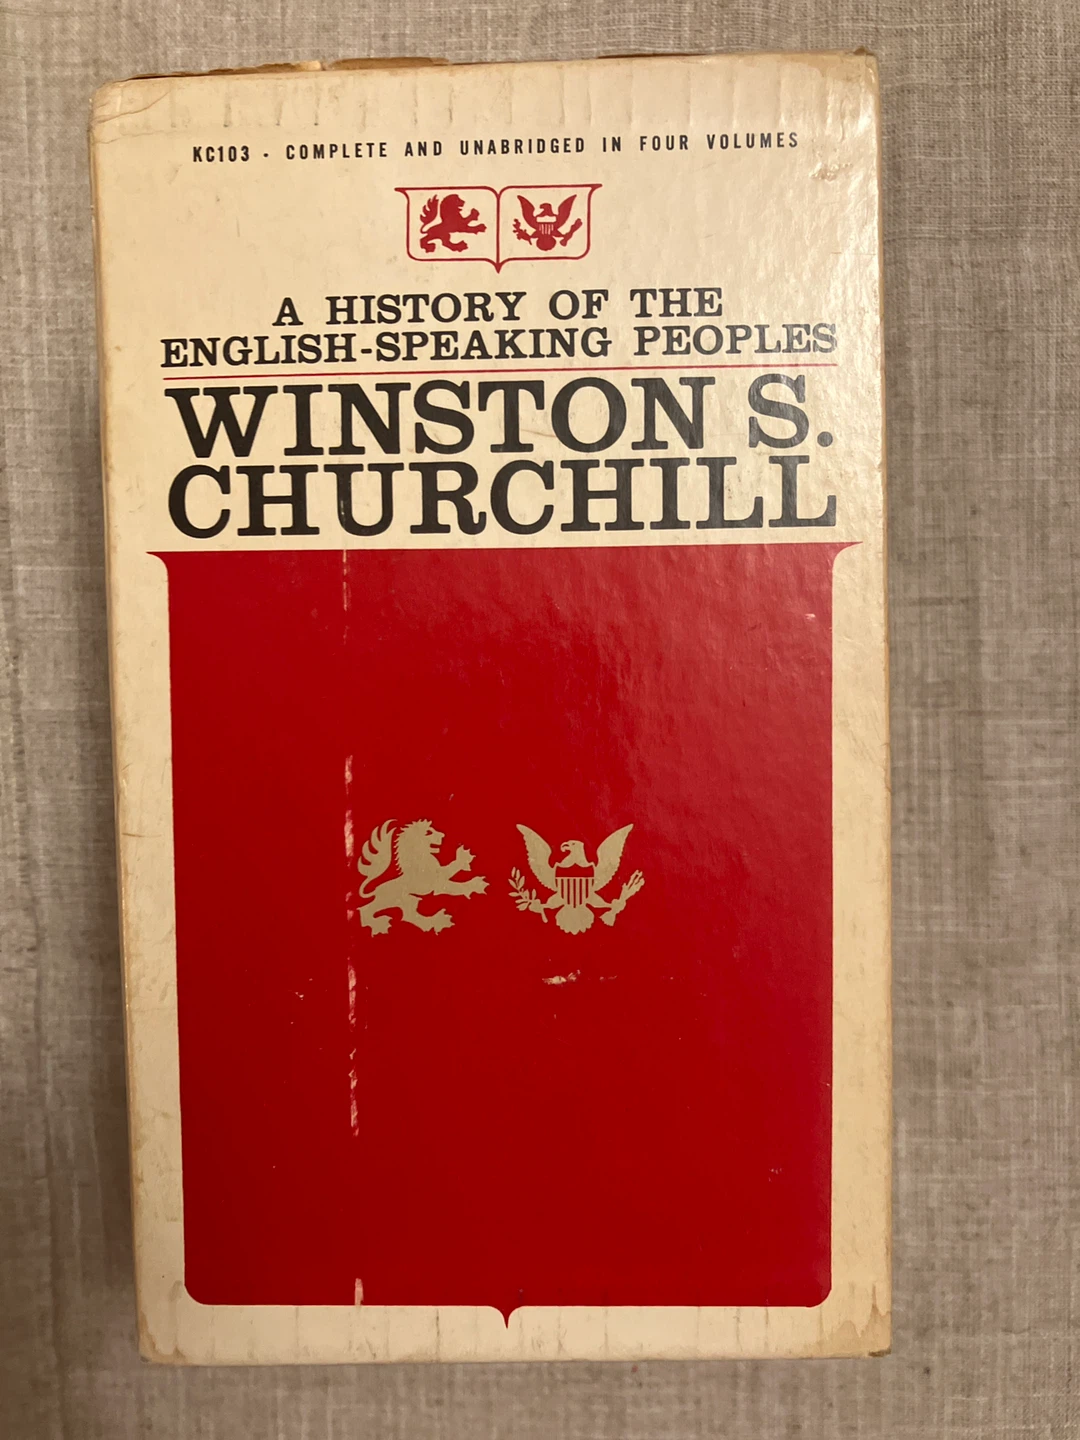 KC103 · COMPLETE AND UNABRIDGED IN FOUR VOLUMES
A HISTORY OF THE
ENGLISH-SPEAKING PEOPLES
WINSTON S.
CHURCHILL